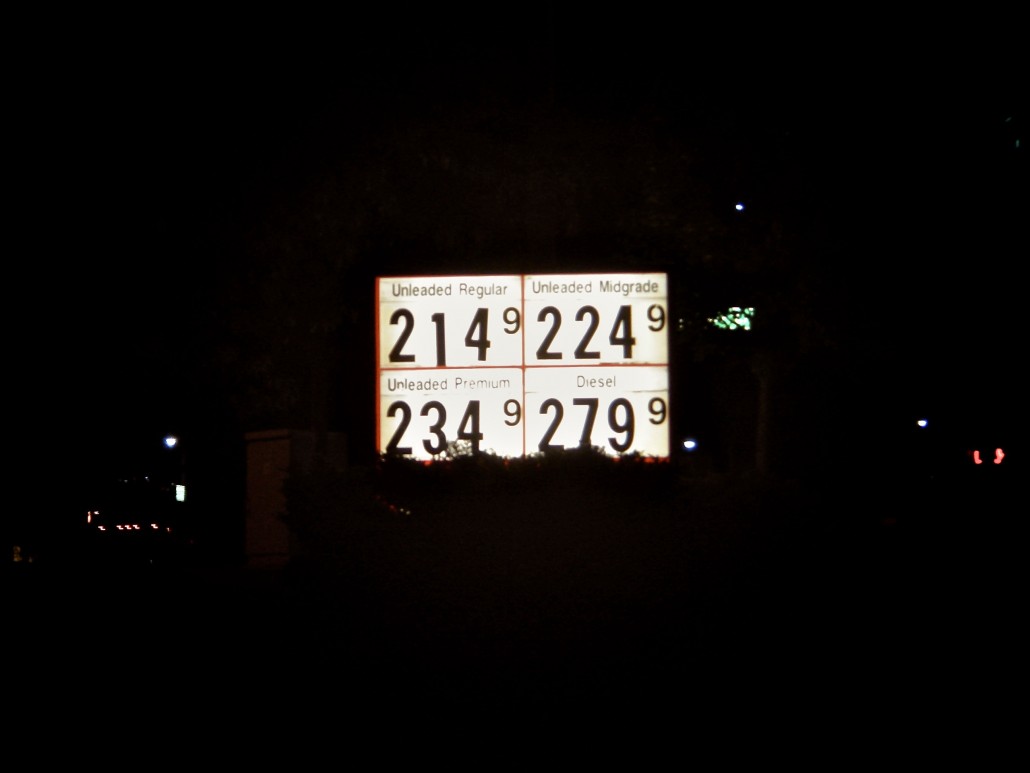 Unleaded Regular
214 9
Unleaded Midgrade
224 9
Unleaded Premium
234 9
Diesel
279 9